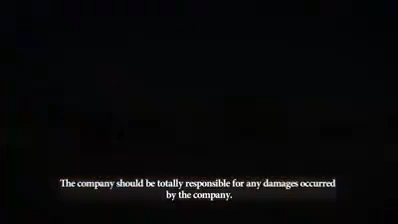 The company should be totally responsible for any damages occurred
by the company.